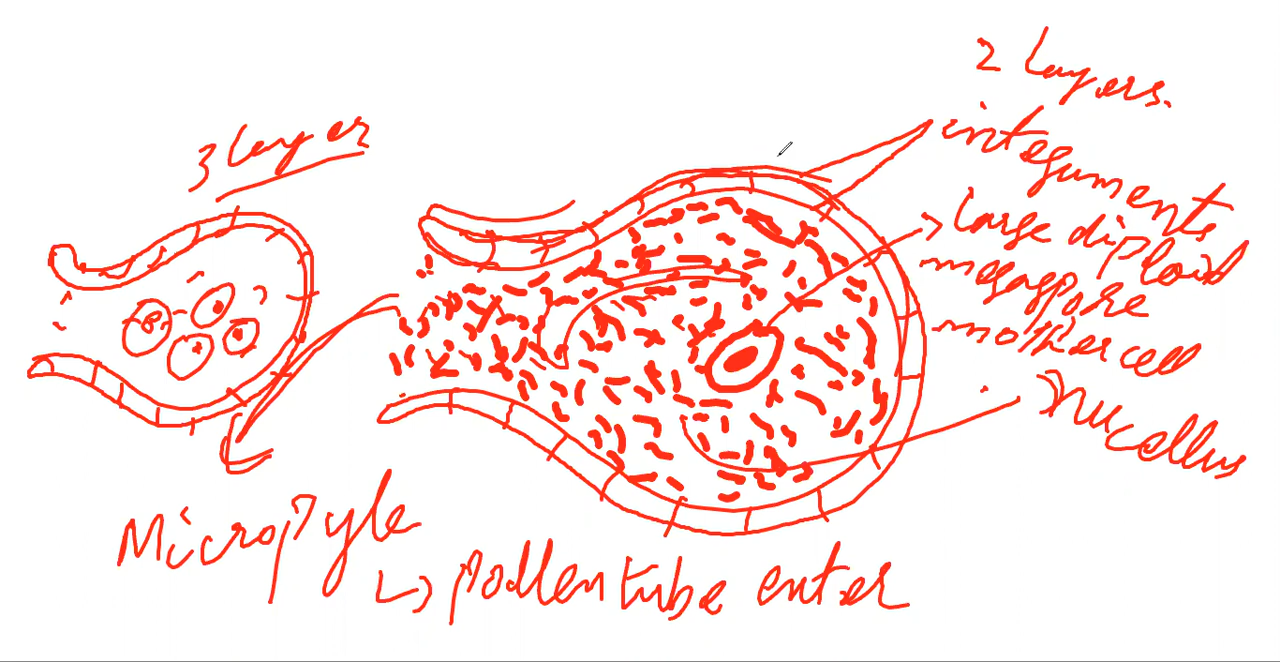 2 layers.
3 layer
integuments
→ large diploid
megaspore
mother cell
Nucellus
Micropyle
↳ pollen tube enter